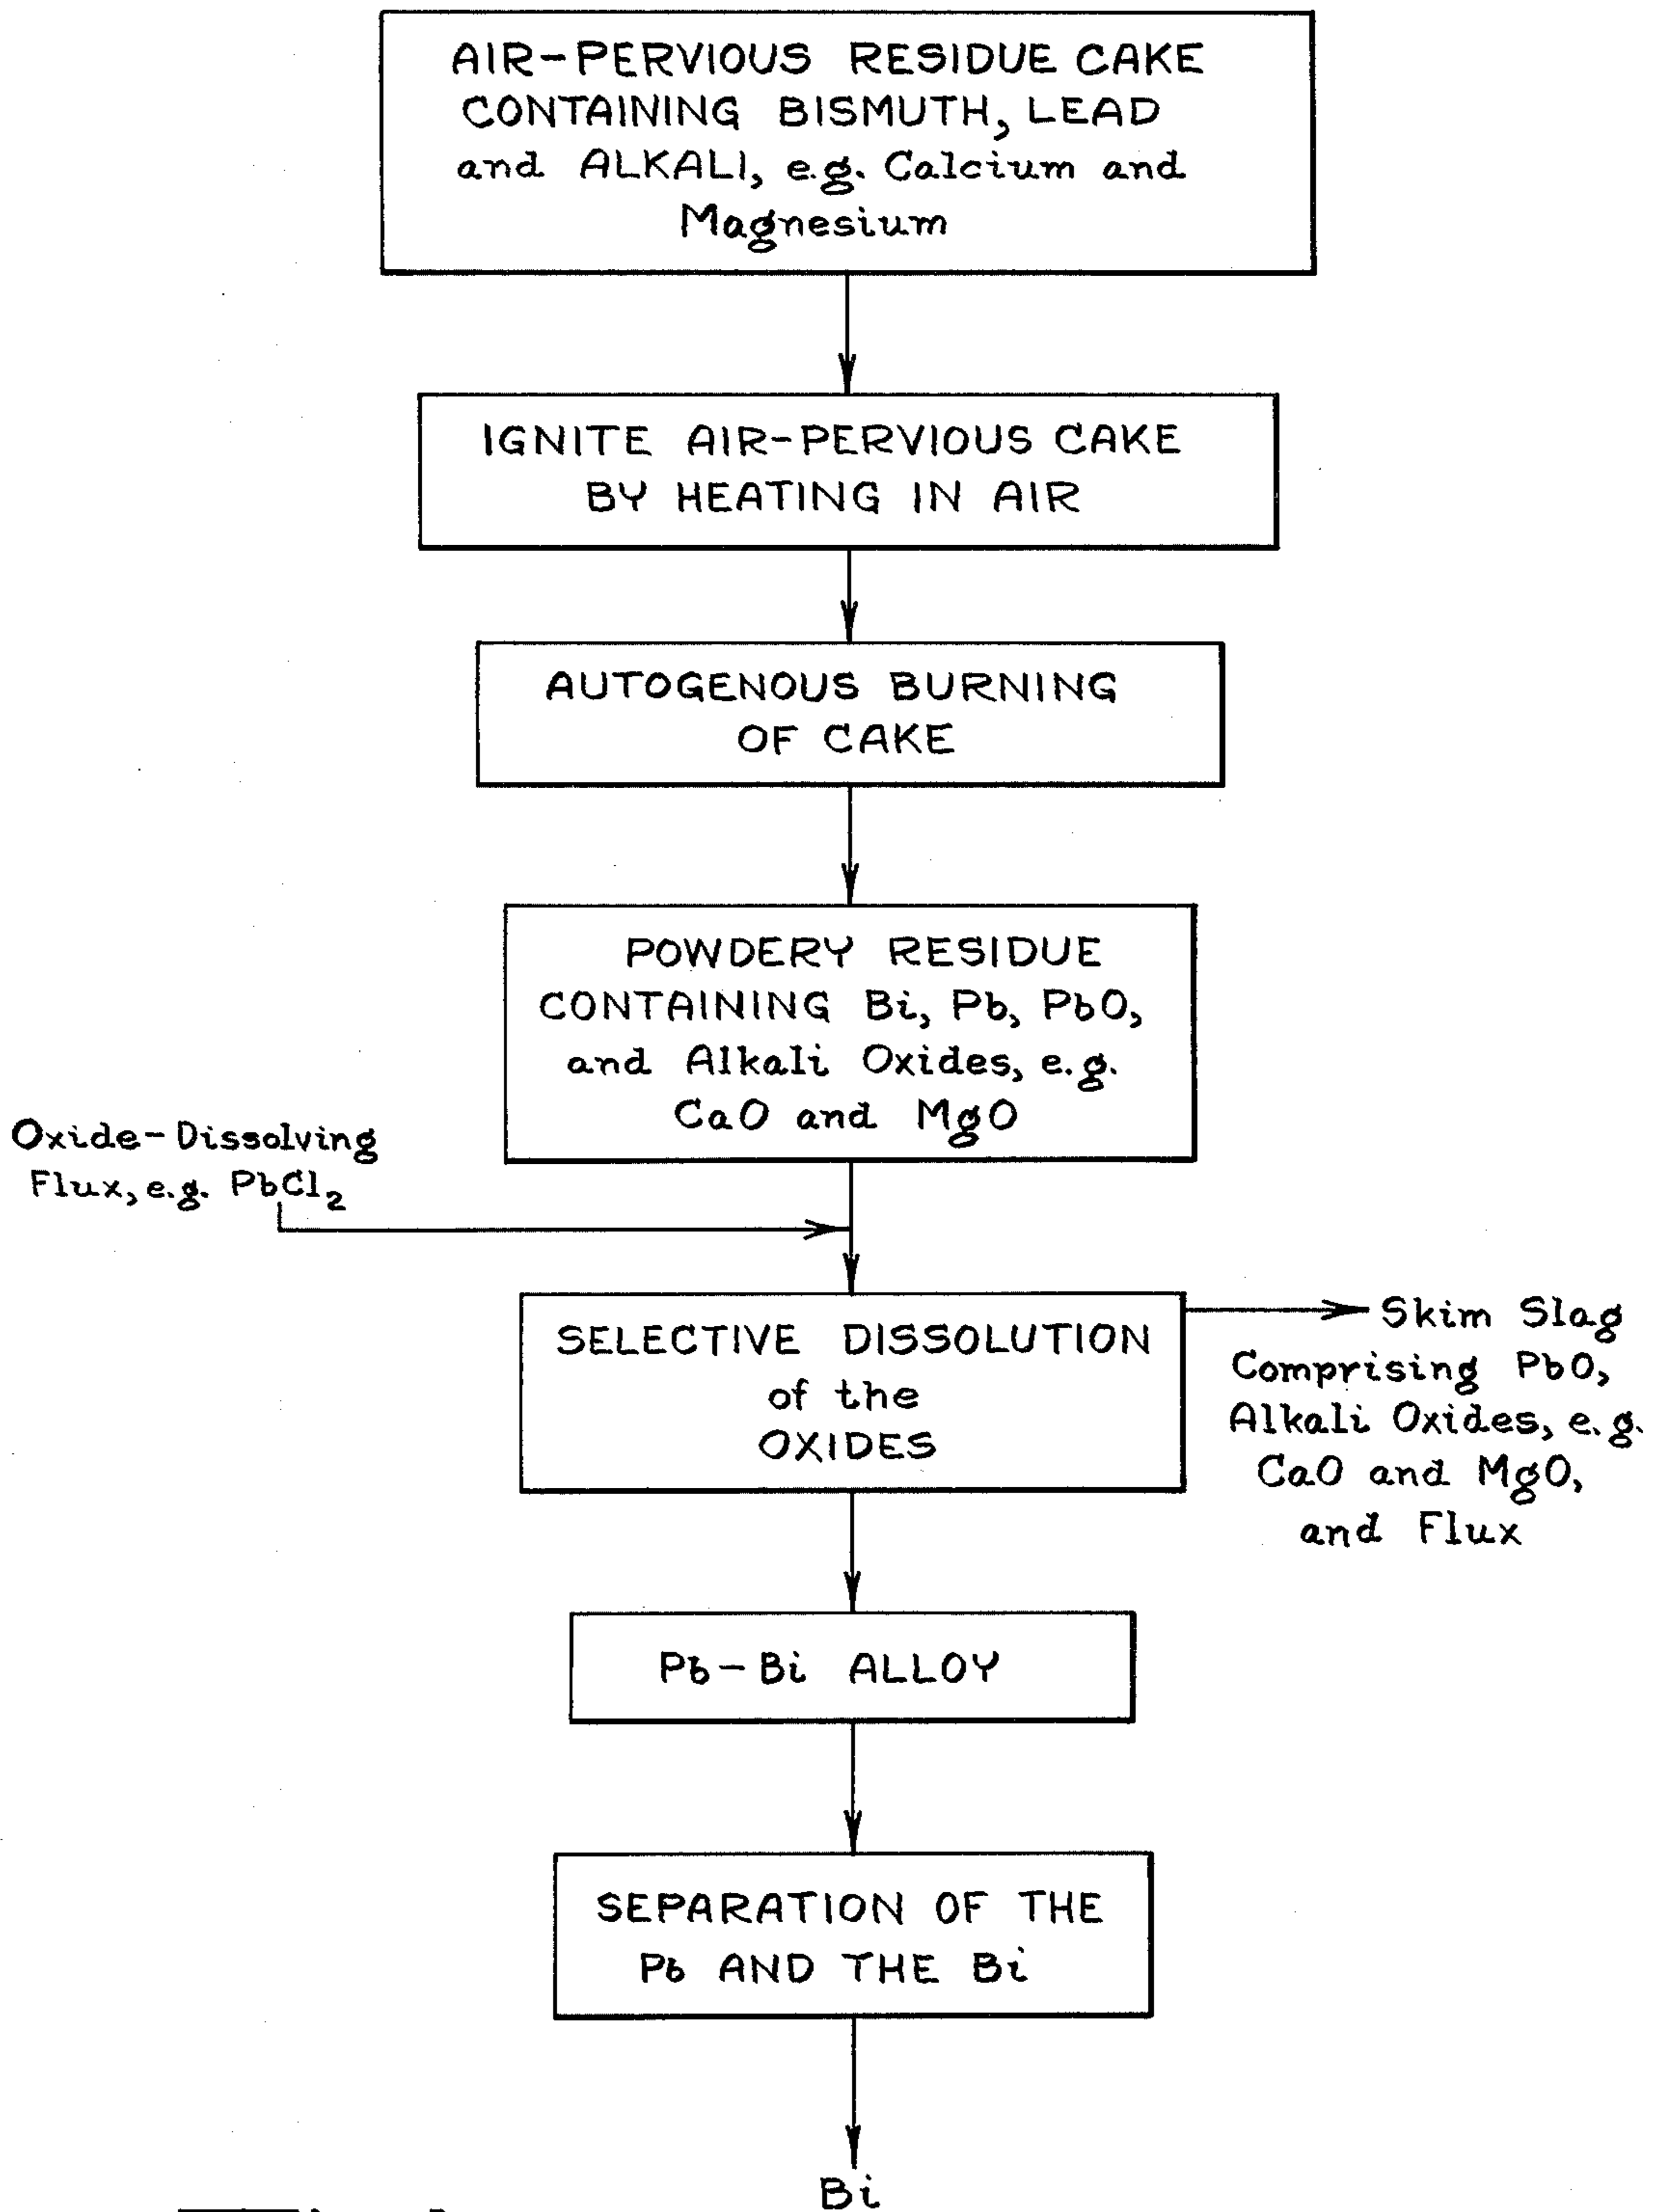 AIR-PERVIOUS RESIDUE CAKE
CONTAINING BISMUTH, LEAD
and ALKALI, e.g. Calcium and
Magnesium
IGNITE AIR-PERVIOUS CAKE
BY HEATING IN AIR
AUTOGENOUS BURNING
OF CAKE
POWDERY RESIDUE
CONTAINING Bi, Pb, PbO,
and Alkali Oxides, e.g.
CaO and MgO
Oxide-Dissolving
Flux, e.g. PbCl₂
SELECTIVE DISSOLUTION
of the
OXIDES
Skim Slag
Comprising PbO,
Alkali Oxides, e.g.
CaO and MgO,
and Flux
Pb-Bi ALLOY
SEPARATION OF THE
Pb AND THE Bi
Bi